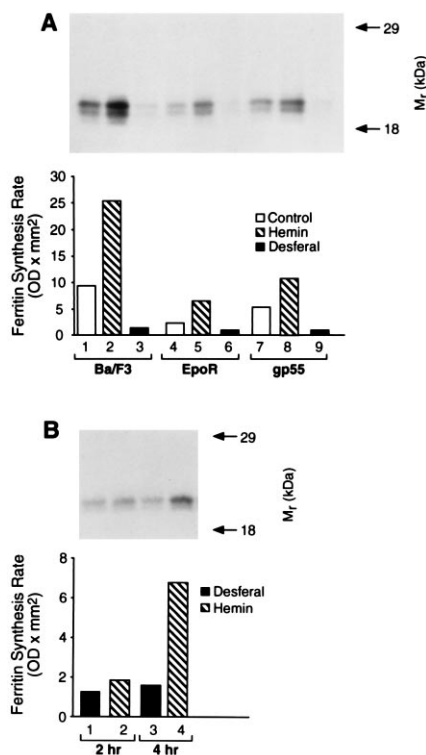 A
29
18
Mr (kDa)
Ferritin Synthesis Rate
(OD x mm2)
30
25
20
15
10
5
0
Control
Hemin
Desferal
1 2 3 4 5 6 7 8 9
Ba/F3 EpoR gp55
B
29
18
Mr (kDa)
Ferritin Synthesis Rate
(OD x mm2)
8
6
4
2
0
Desferal
Hemin
1 2 3 4
2 hr 4 hr